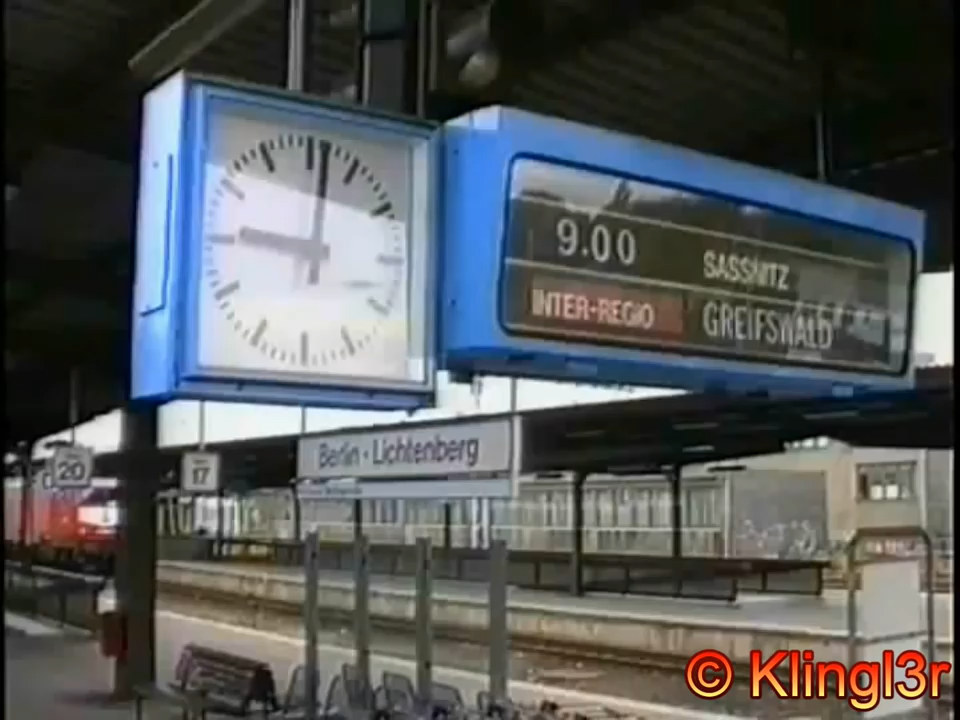 9.00
SASSNITZ
INTER-REGIO
GREIFSWALD
Berlin - Lichtenberg
20
17
© Klingl3r